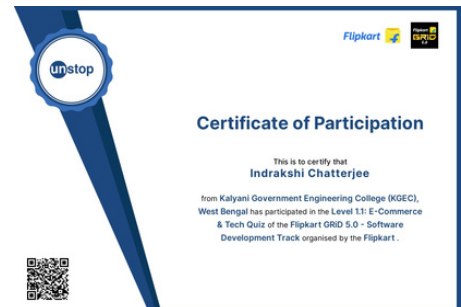 unstop
Flipkart
Flipkart
GRiD
5.0
Certificate of Participation
This is to certify that
Indrakshi Chatterjee
from Kalyani Government Engineering College (KGEC),
West Bengal has participated in the Level 1.1: E-Commerce
& Tech Quiz of the Flipkart GRiD 5.0 - Software
Development Track organised by the Flipkart .